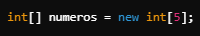 int[] numeros = new int[5];